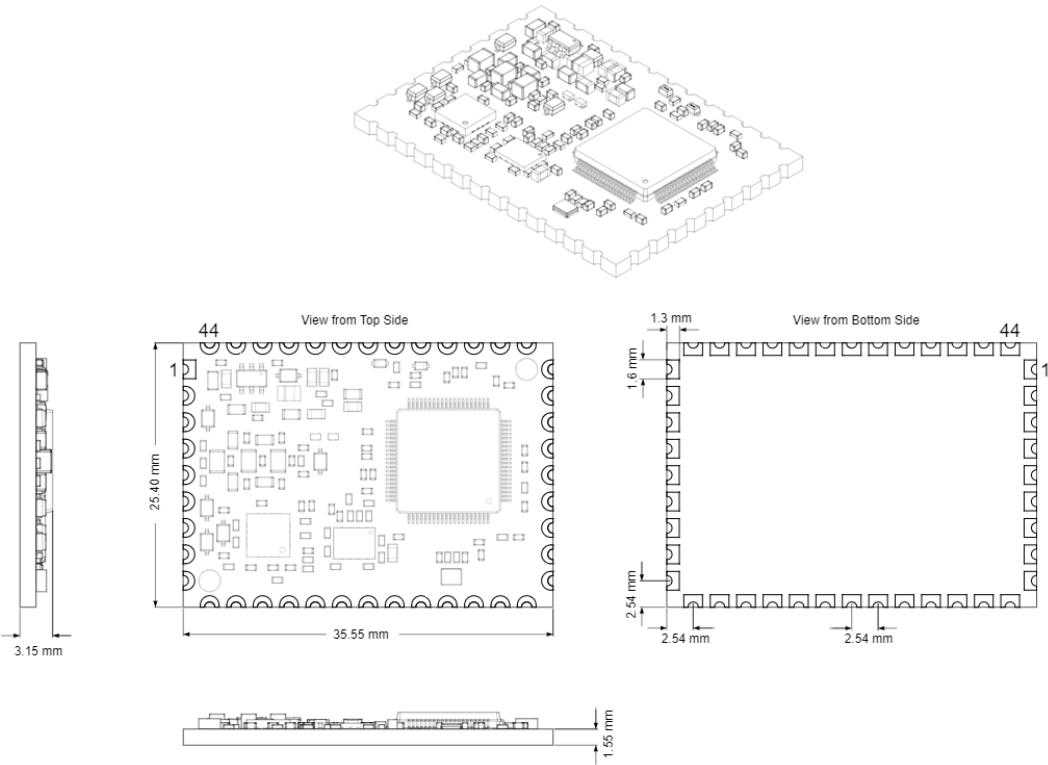 View from Top Side
44
1
25.40 mm
35.55 mm
3.15 mm
1.55 mm
View from Bottom Side
44
1
1.3 mm
1.6 mm
2.54 mm
2.54 mm
2.54 mm